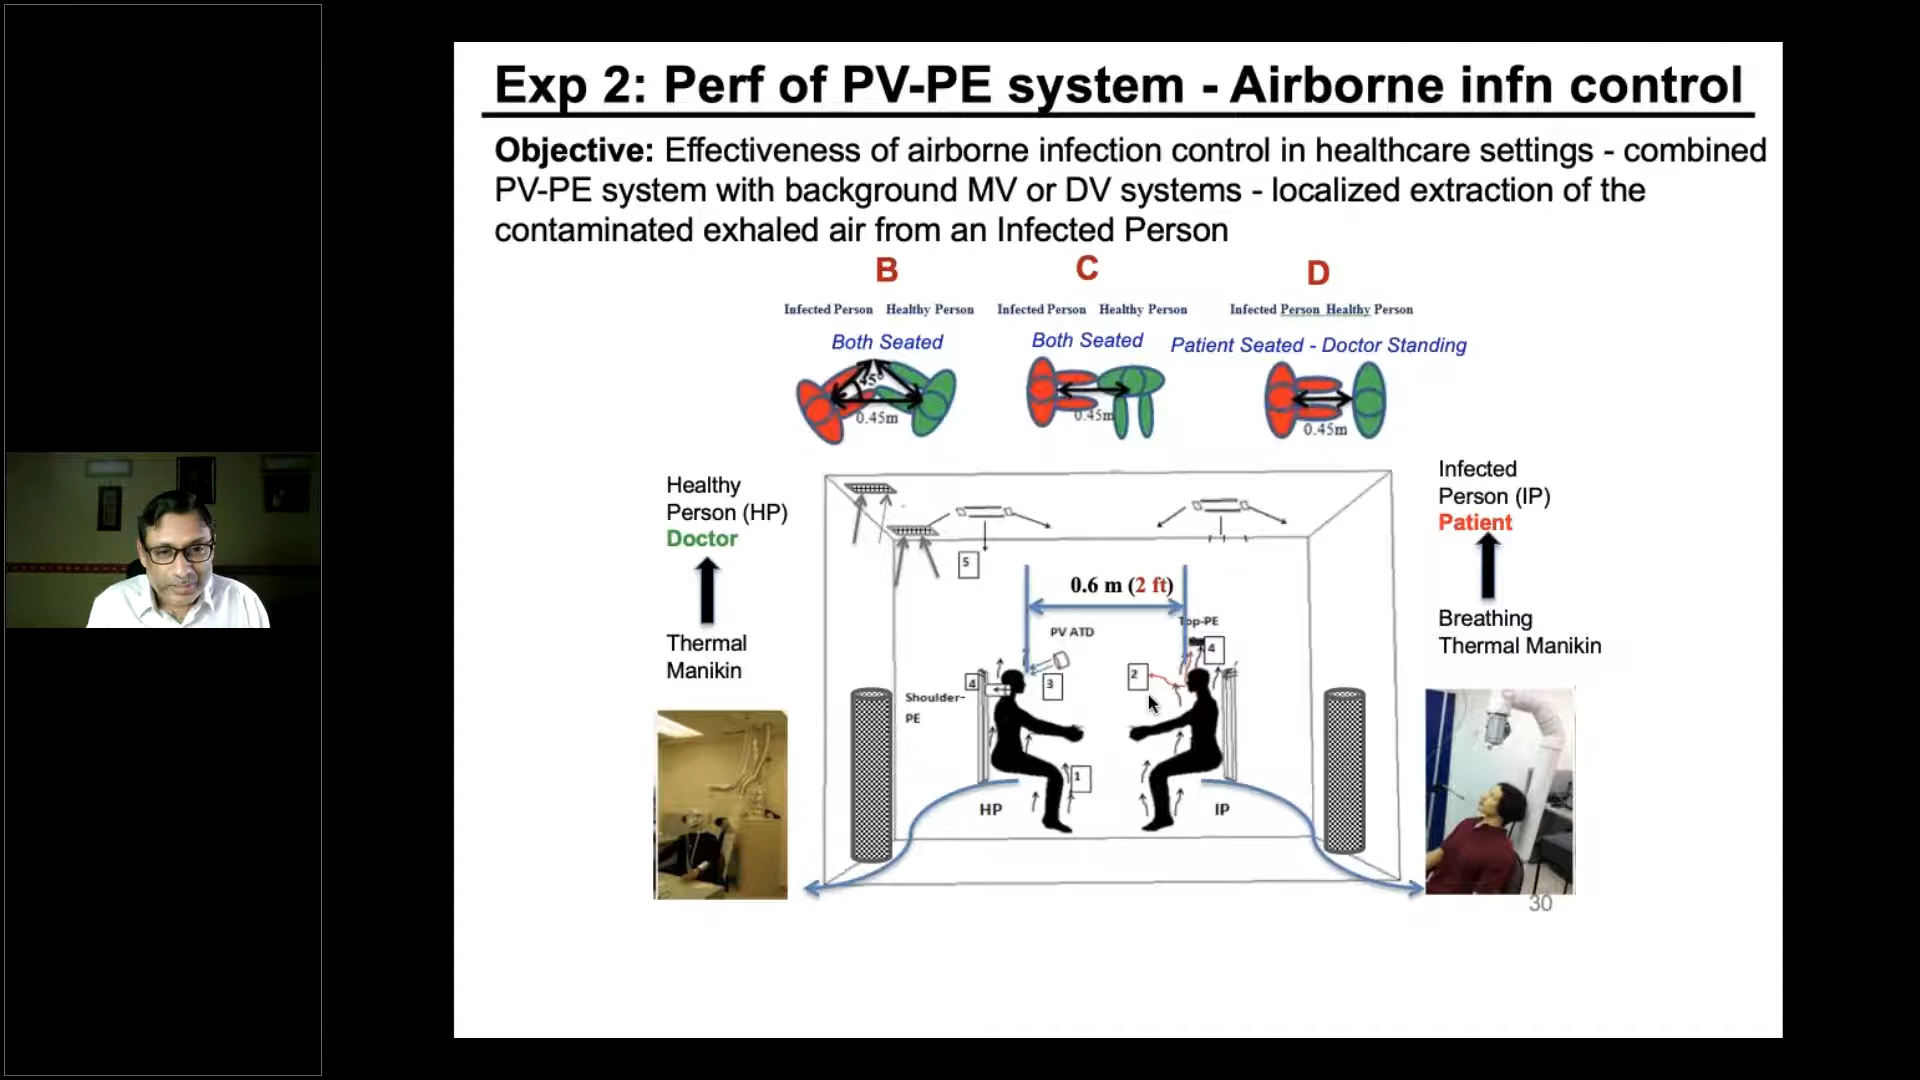 Exp 2: Perf of PV-PE system - Airborne infn control
Objective: Effectiveness of airborne infection control in healthcare settings - combined
PV-PE system with background MV or DV systems - localized extraction of the
contaminated exhaled air from an Infected Person
B C D
Infected Person Healthy Person Infected Person Healthy Person Infected Person Healthy Person
Both Seated Both Seated Patient Seated - Doctor Standing
45°
0.45m 0.45m 0.45m
Healthy
Person (HP)
Doctor
Thermal
Manikin
5
0.6 m (2 ft)
PV ATD
Top-PE
4
2
4
3
Shoulder-
PE
1
HP
IP
Infected
Person (IP)
Patient
Breathing
Thermal Manikin
30